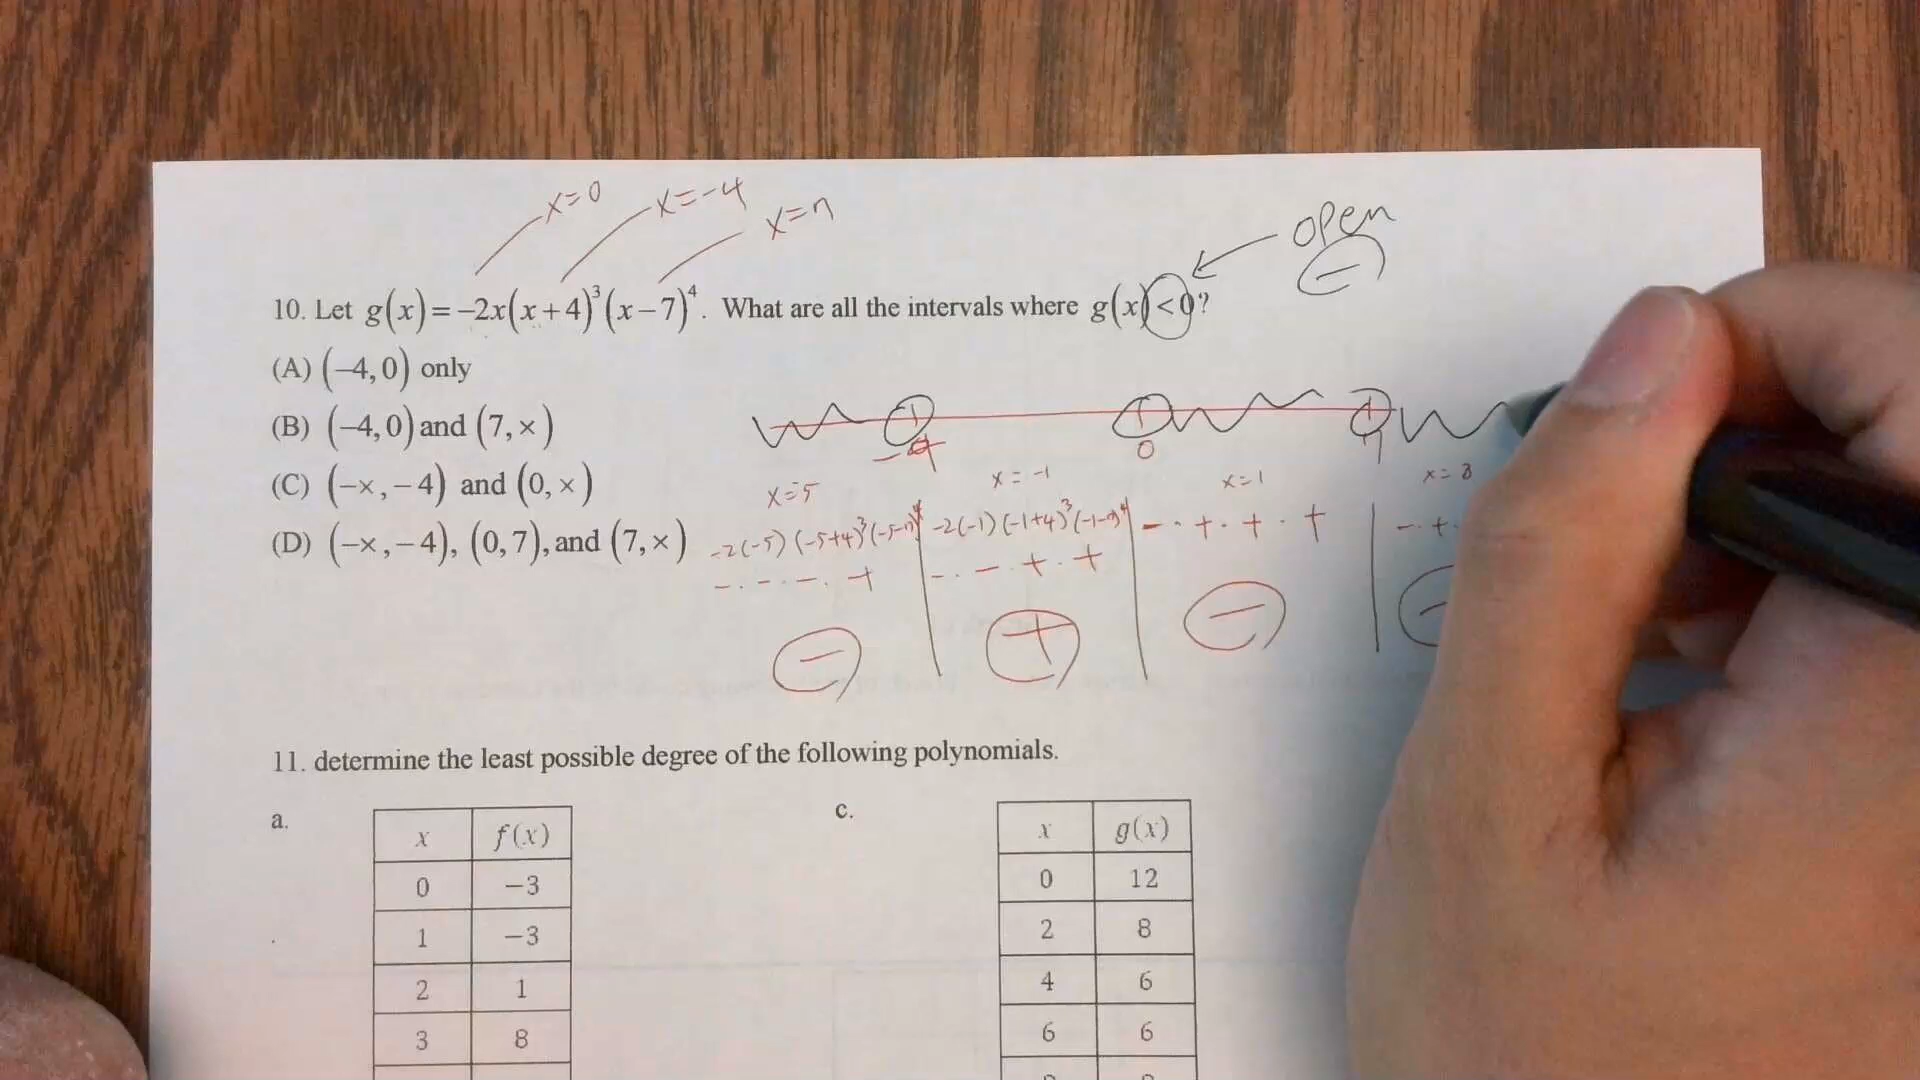 x=0
x=-4
x=7
open
−
10. Let g(x)=-2x(x+4)³(x-7)⁴. What are all the intervals where g(x)<0?
(A) (-4,0) only
(B) (-4,0) and (7,×)
(C) (-×,-4) and (0,×)
(D) (-×,-4), (0,7), and (7,×)
-4
0
7
x=-5
x=-1
x=1
x=8
-2(-5)(-5+4)³(-5-7)⁴
-2(-1)(-1+4)³(-1-7)⁴
- · + · + · +
- · +
- · - · - · +
- · - · + · +
−
+
−
−
11. determine the least possible degree of the following polynomials.
a.
x f(x)
0 -3
1 -3
2 1
3 8
c.
x g(x)
0 12
2 8
4 6
6 6